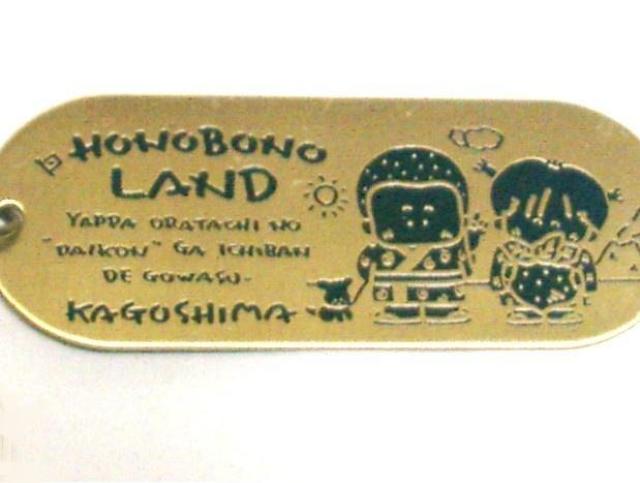 HONOBONO
LAND
YAPPA ORATACHI NO
"DAIKON" GA ICHIBAN
DE GOWASU-
KAGOSHIMA